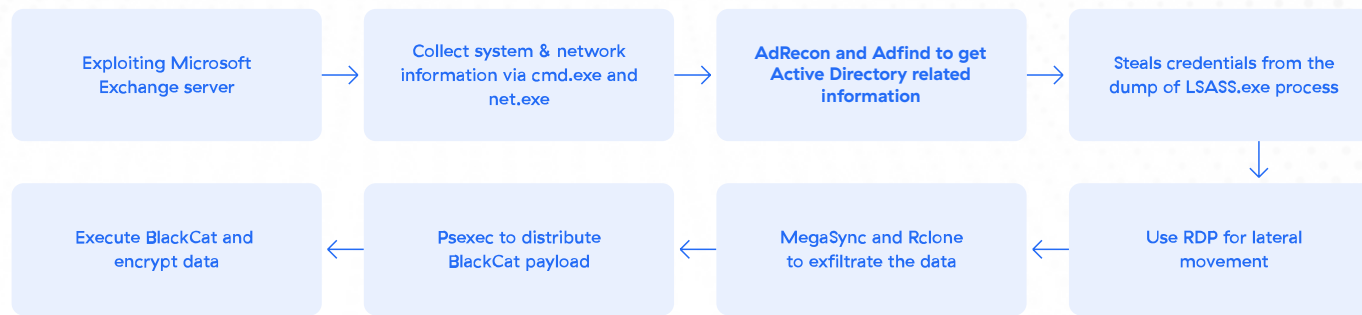 Exploiting Microsoft
Exchange server
Collect system & network
information via cmd.exe and
net.exe
AdRecon and Adfind to get
Active Directory related
information
Steals credentials from the
dump of LSASS.exe process
Use RDP for lateral
movement
MegaSync and Rclone
to exfiltrate the data
Psexec to distribute
BlackCat payload
Execute BlackCat and
encrypt data